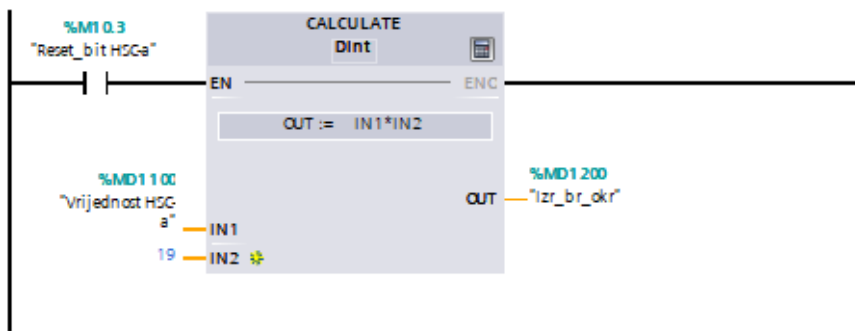 %M10.3
"Reset_bit HSC-a"
CALCULATE
DInt
EN
ENC
OUT := IN1*IN2
%MD1100
"Vrijednost HSC-
a"
IN1
19
IN2
%MD1200
OUT
"Izr_br_okr"